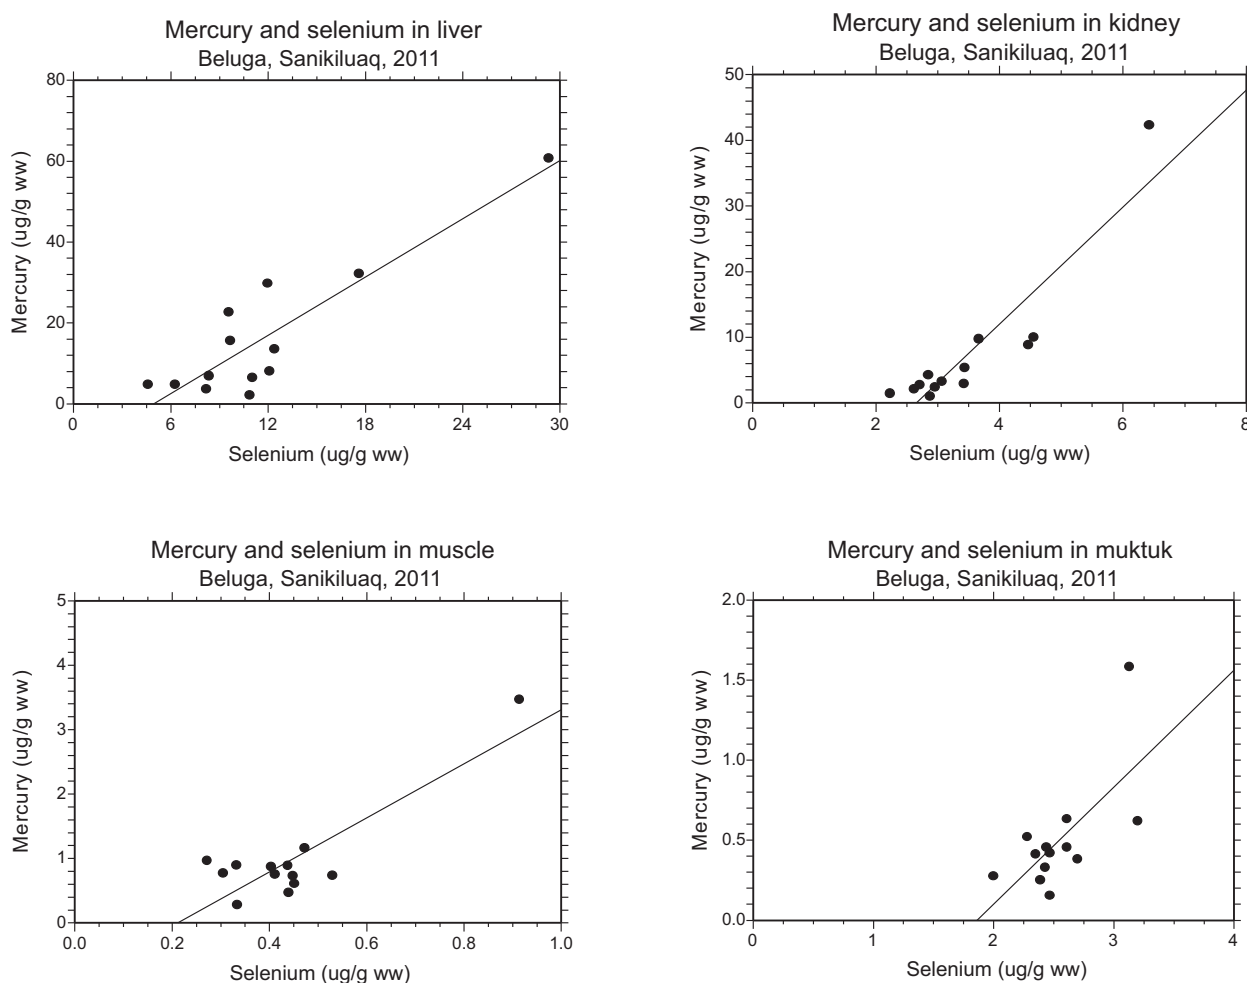 Mercury and selenium in liver
Beluga, Sanikiluaq, 2011
80
60
40
20
0
Mercury (ug/g ww)
0 6 12 18 24 30
Selenium (ug/g ww)
Mercury and selenium in kidney
Beluga, Sanikiluaq, 2011
50
40
30
20
10
0
Mercury (ug/g ww)
0 2 4 6 8
Selenium (ug/g ww)
Mercury and selenium in muscle
Beluga, Sanikiluaq, 2011
5
4
3
2
1
0
Mercury (ug/g ww)
0.0 0.2 0.4 0.6 0.8 1.0
Selenium (ug/g ww)
Mercury and selenium in muktuk
Beluga, Sanikiluaq, 2011
2.0
1.5
1.0
0.5
0.0
Mercury (ug/g ww)
0 1 2 3 4
Selenium (ug/g ww)